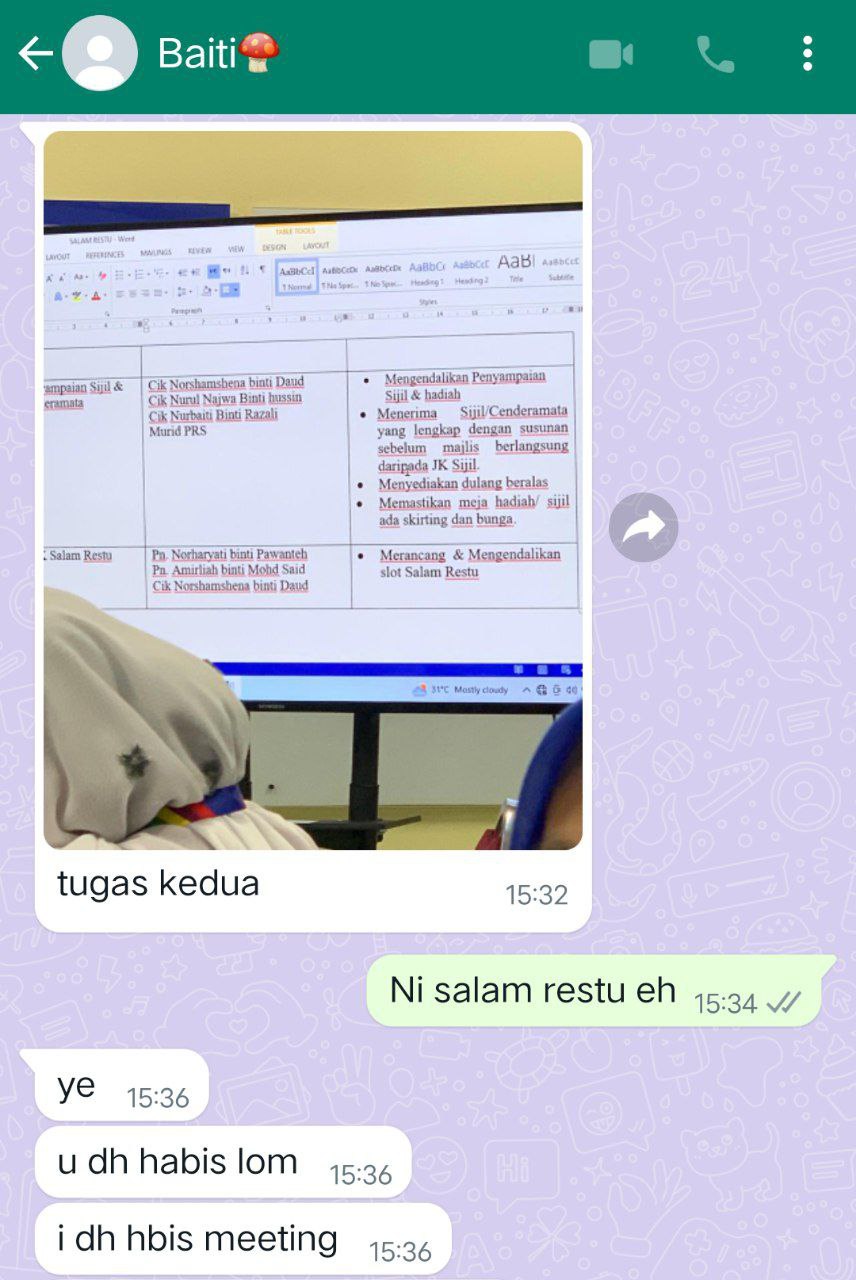 Baiti🍄
SALAM RESTU - Word
TABLE TOOLS
LAYOUT REFERENCES MAILINGS REVIEW VIEW DESIGN LAYOUT
AaBbCcI AaBbCcDc AaBbCcDc AaBbCc AaBbCcC AaBl AaBbCcC
1 Normal 1 No Spac... 1 No Spac... Heading 1 Heading 2 Title Subtitle
Paragraph Styles
ampaian Sijil &
eramata
Cik Norshamshena binti Daud
Cik Nurul Najwa Binti hussin
Cik Nurbaiti Binti Razali
Murid PRS
• Mengendalikan Penyampaian
Sijil & hadiah
• Menerima Sijil/Cenderamata
yang lengkap dengan susunan
sebelum majlis berlangsung
daripada JK Sijil.
• Menyediakan dulang beralas
• Memastikan meja hadiah/ sijil
ada skirting dan bunga.
Salam Restu
Pn. Norharyati binti Pawanteh
Pn. Amirliah binti Mohd Said
Cik Norshamshena binti Daud
• Merancang & Mengendalikan
slot Salam Restu
31°C Mostly cloudy
tugas kedua 15:32
Ni salam restu eh 15:34
ye 15:36
u dh habis lom 15:36
i dh hbis meeting 15:36